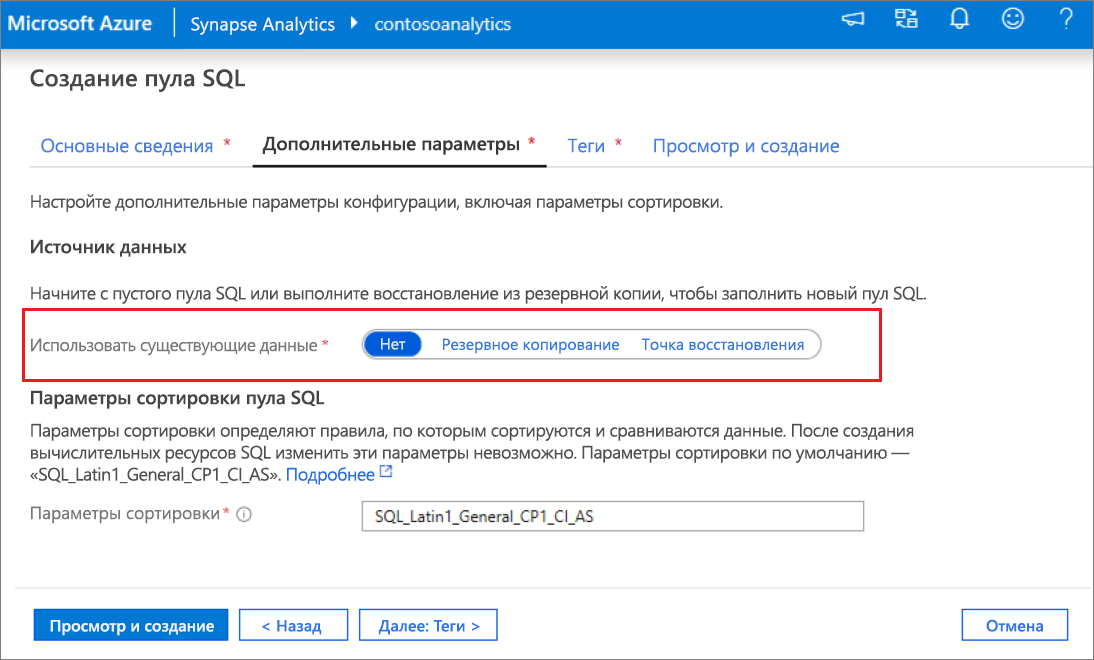 Microsoft Azure Synapse Analytics contosoanalytics
Создание пула SQL
Основные сведения * Дополнительные параметры * Теги * Просмотр и создание
Настройте дополнительные параметры конфигурации, включая параметры сортировки.
Источник данных
Начните с пустого пула SQL или выполните восстановление из резервной копии, чтобы заполнить новый пул SQL.
Использовать существующие данные * Нет Резервное копирование Точка восстановления
Параметры сортировки пула SQL
Параметры сортировки определяют правила, по которым сортируются и сравниваются данные. После создания
вычислительных ресурсов SQL изменить эти параметры невозможно. Параметры сортировки по умолчанию —
«SQL_Latin1_General_CP1_CI_AS». Подробнее
Параметры сортировки * SQL_Latin1_General_CP1_CI_AS
Просмотр и создание < Назад Далее: Теги > Отмена